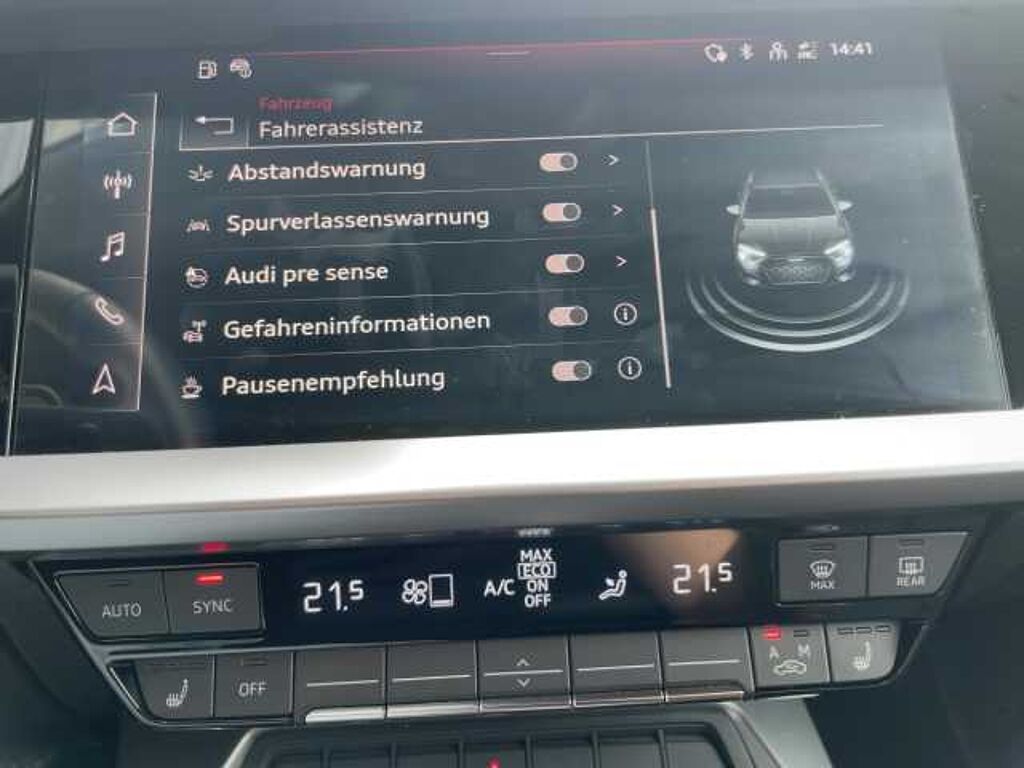 14:41
Fahrzeug
Fahrerassistenz
Abstandswarnung
Spurverlassenswarnung
Audi pre sense
Gefahreninformationen
Pausenempfehlung
AUTO
SYNC
21.5
A/C
MAX
ECO
ON
OFF
21.5
MAX
REAR
OFF
A M